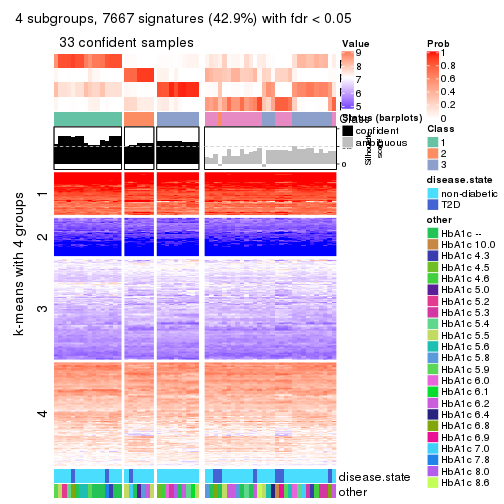 4 subgroups, 7667 signatures (42.9%) with fdr < 0.05
33 confident samples
k-means with 4 groups
1
2
3
4
1
0
disease.state
other
Value
9
8
7
6
5
Status (barplots)
confident
ambiguous
Prob
1
0.8
0.6
0.4
0.2
0
Class
1
2
3
disease.state
non-diabetic
T2D
other
HbA1c --
HbA1c 10.0
HbA1c 4.3
HbA1c 4.5
HbA1c 4.6
HbA1c 5.0
HbA1c 5.2
HbA1c 5.3
HbA1c 5.4
HbA1c 5.5
HbA1c 5.6
HbA1c 5.8
HbA1c 5.9
HbA1c 6.0
HbA1c 6.1
HbA1c 6.2
HbA1c 6.4
HbA1c 6.8
HbA1c 6.9
HbA1c 7.0
HbA1c 7.8
HbA1c 8.0
HbA1c 8.6